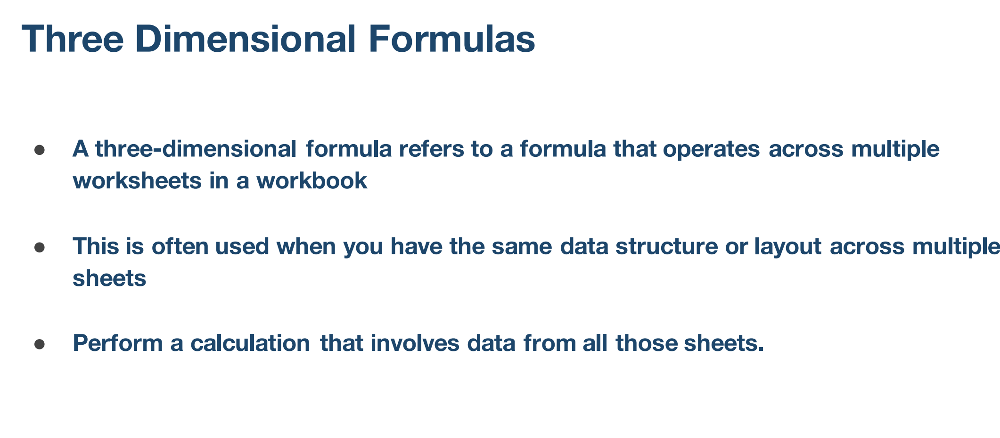 Three Dimensional Formulas
● A three-dimensional formula refers to a formula that operates across multiple
worksheets in a workbook
● This is often used when you have the same data structure or layout across multiple
sheets
● Perform a calculation that involves data from all those sheets.